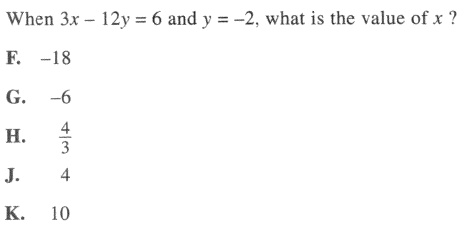 When 3x – 12y = 6 and y = –2, what is the value of x ?
F. –18
G. –6
H. 4/3
J. 4
K. 10